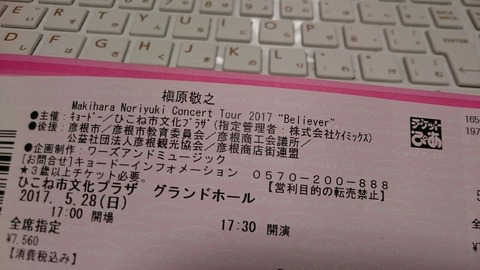 槇原敬之
Makihara Noriyuki Concert Tour 2017 "Believer"
●主催：ｷｮｰﾄﾞｰ/ひこね市文化ﾌﾟﾗｻﾞ(指定管理者：株式会社ケイミックス)
●後援：彦根市/彦根市教育委員会/彦根商工会議所/
公益社団法人彦根観光協会/彦根商店街連盟
●企画制作：ワーズアンドミュージック
[お問合せ]キョードーインフォメーション 0570-200-888
★3歳以上チケット必要。 【営利目的の転売禁止】
ひこね市文化プラザ グランドホール
2017. 5.28(日)
17:00 開場 17:30 開演
全席指定
¥7,560
[消費税込み]
チケットぴあ
165
197